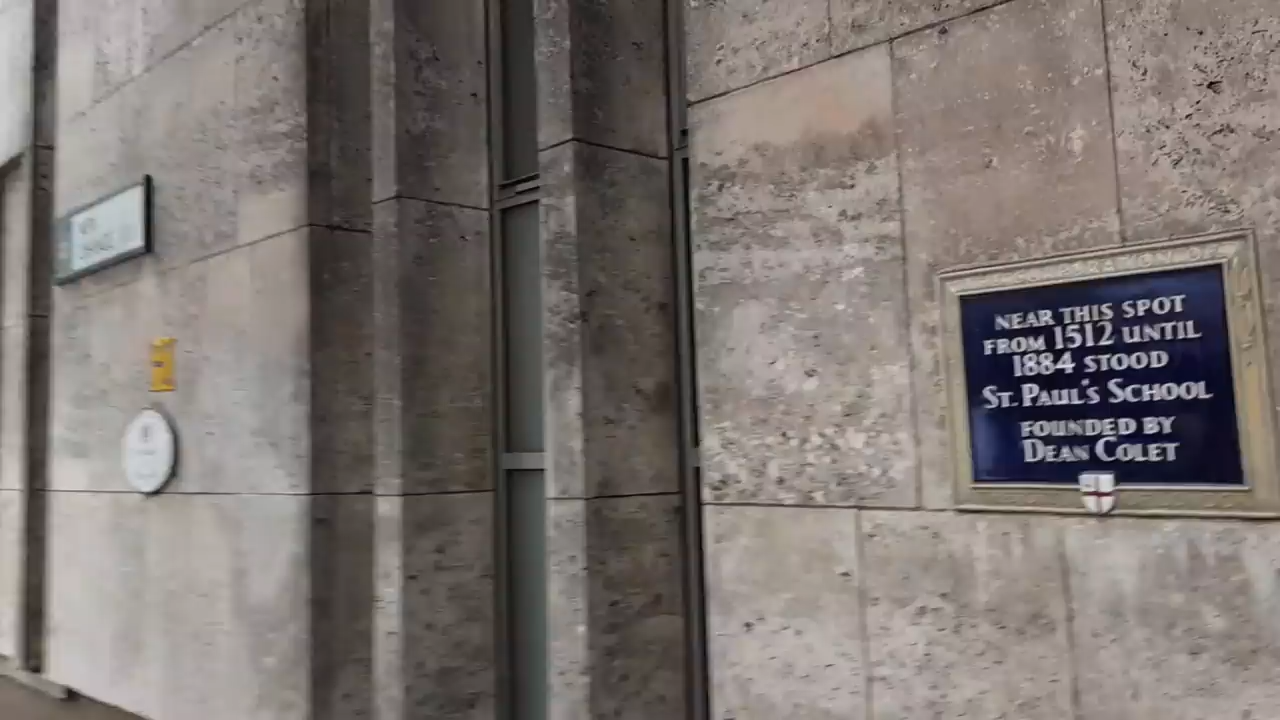 NEAR THIS SPOT
FROM 1512 UNTIL
1884 STOOD
ST. PAUL'S SCHOOL
FOUNDED BY
DEAN COLET